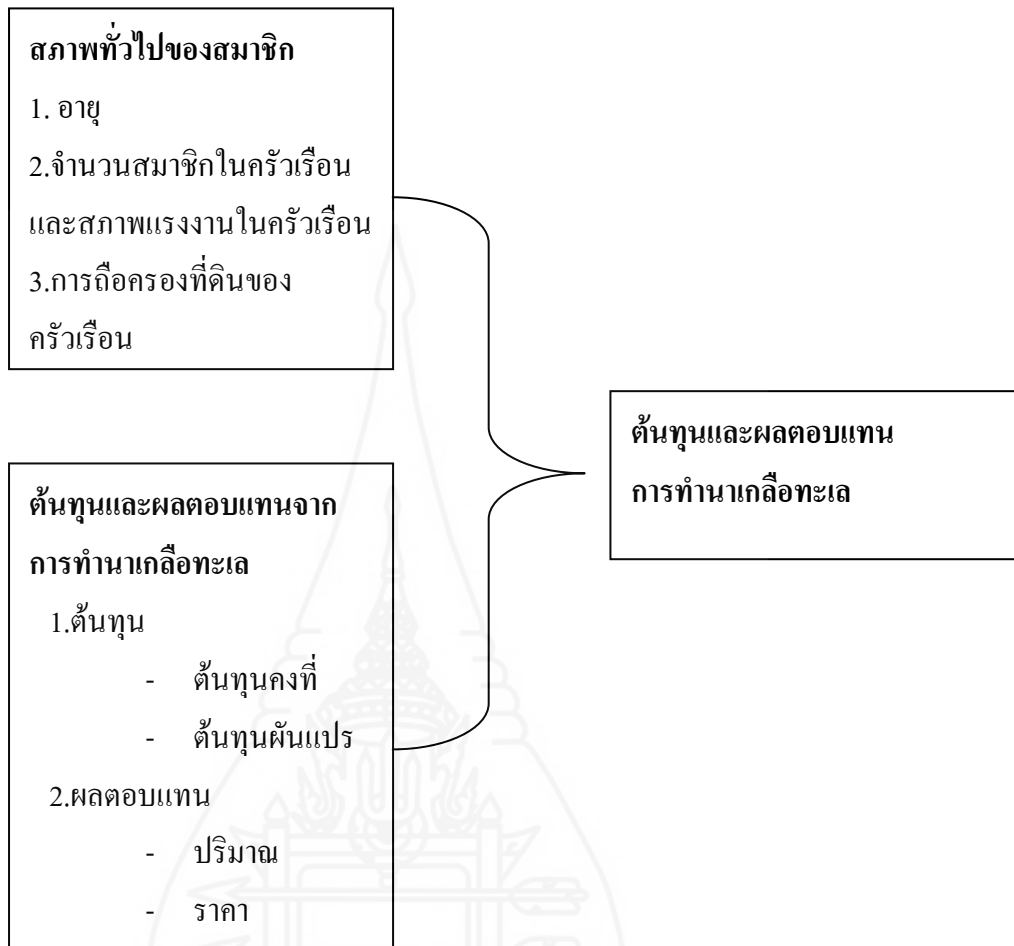 สภาพทั่วไปของสมาชิก
1. อายุ
2.จำนวนสมาชิกในครัวเรือน
และสภาพแรงงานในครัวเรือน
3.การถือครองที่ดินของ
ครัวเรือน
ต้นทุนและผลตอบแทนจาก
การทำนาเกลือทะเล
1.ต้นทุน
- ต้นทุนคงที่
- ต้นทุนผันแปร
2.ผลตอบแทน
- ปริมาณ
- ราคา
ต้นทุนและผลตอบแทน
การทำนาเกลือทะเล